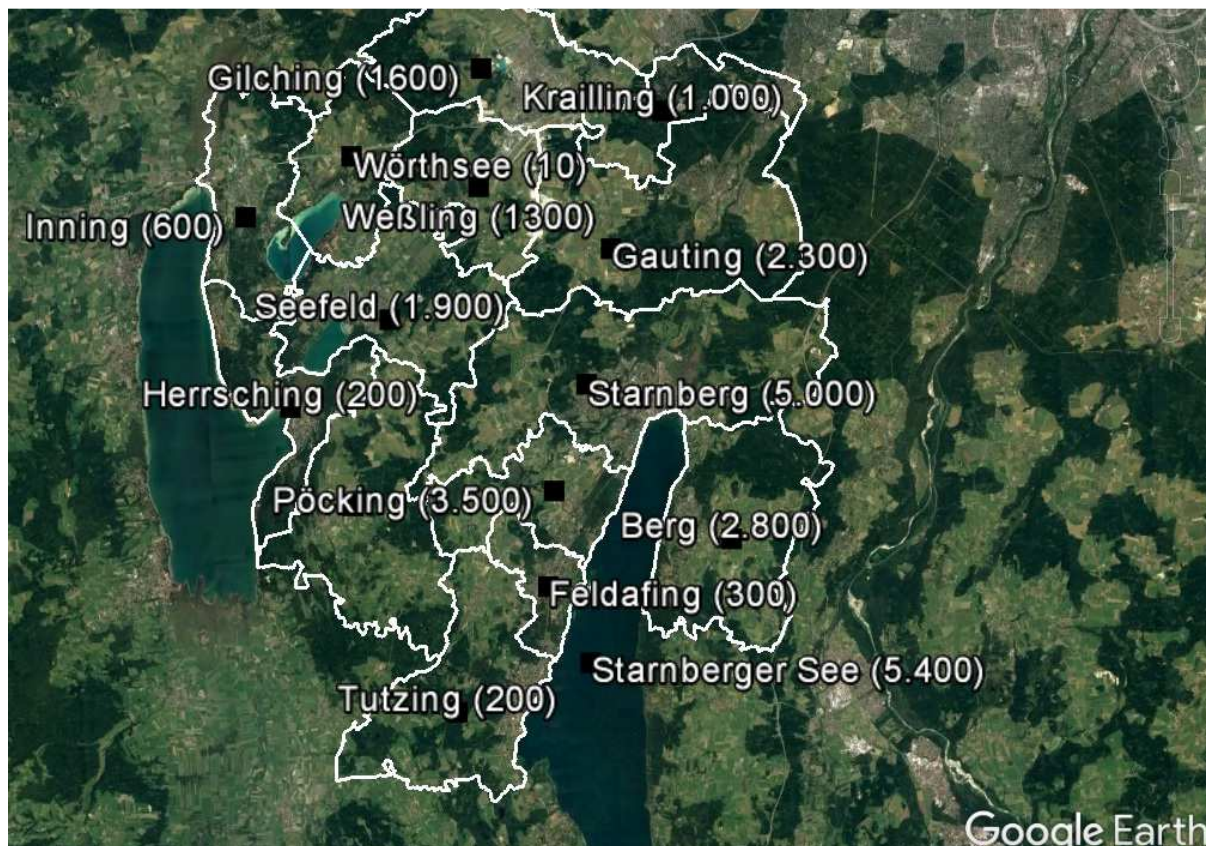 Gilching (1600)
Krailling (1.000)
Wörthsee (10)
Weßling (1300)
Inning (600)
Gauting (2.300)
Seefeld (1.900)
Herrsching (200)
Starnberg (5.000)
Pöcking (3.500)
Berg (2.800)
Feldafing (300)
Starnberger See (5.400)
Tutzing (200)
Google Earth